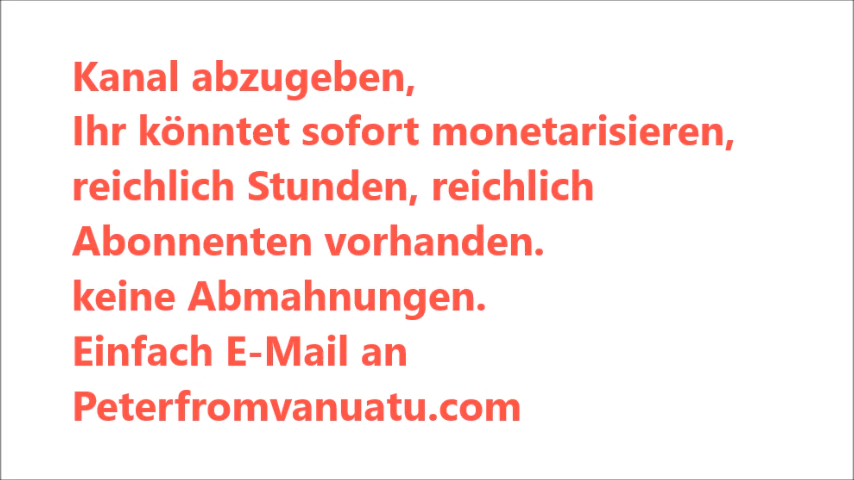 Kanal abzugeben,
Ihr könntet sofort monetarisieren,
reichlich Stunden, reichlich
Abonnenten vorhanden.
keine Abmahnungen.
Einfach E-Mail an
Peterfromvanuatu.com